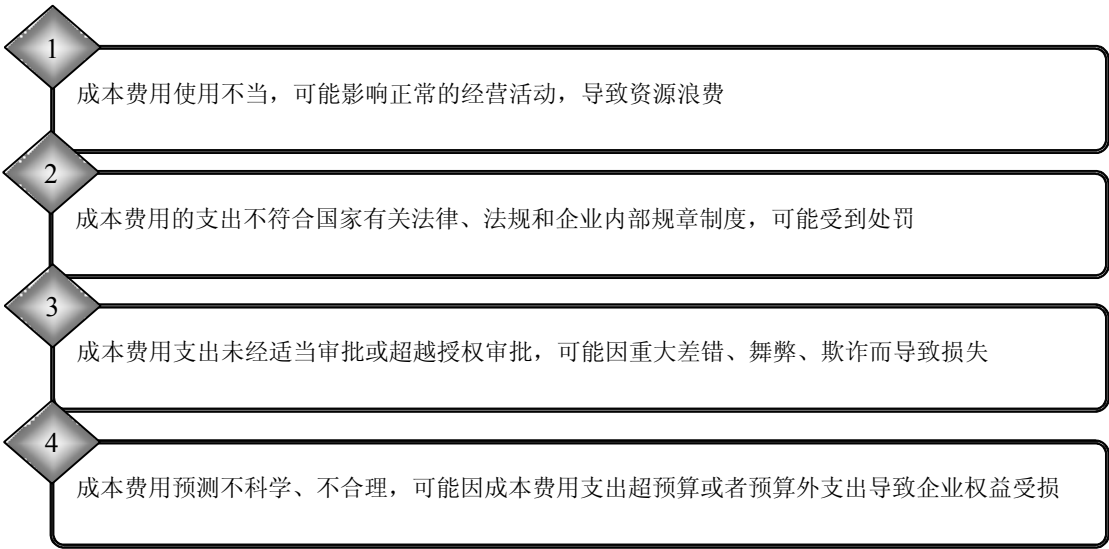 1
成本费用使用不当，可能影响正常的经营活动，导致资源浪费
2
成本费用的支出不符合国家有关法律、法规和企业内部规章制度，可能受到处罚
3
成本费用支出未经适当审批或超越授权审批，可能因重大差错、舞弊、欺诈而导致损失
4
成本费用预测不科学、不合理，可能因成本费用支出超预算或者预算外支出导致企业权益受损